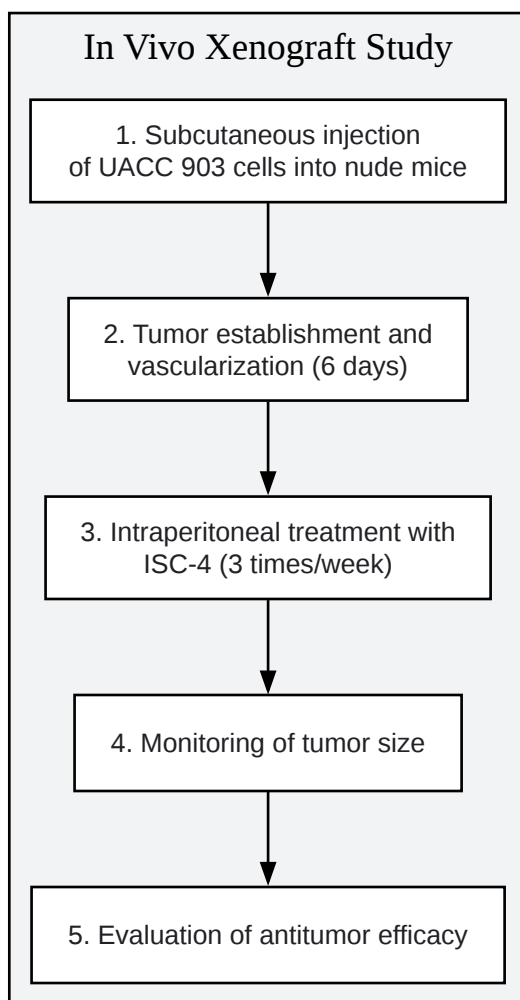 In Vivo Xenograft Study
1. Subcutaneous injection
of UACC 903 cells into nude mice
2. Tumor establishment and
vascularization (6 days)
3. Intraperitoneal treatment with
ISC-4 (3 times/week)
4. Monitoring of tumor size
5. Evaluation of antitumor efficacy